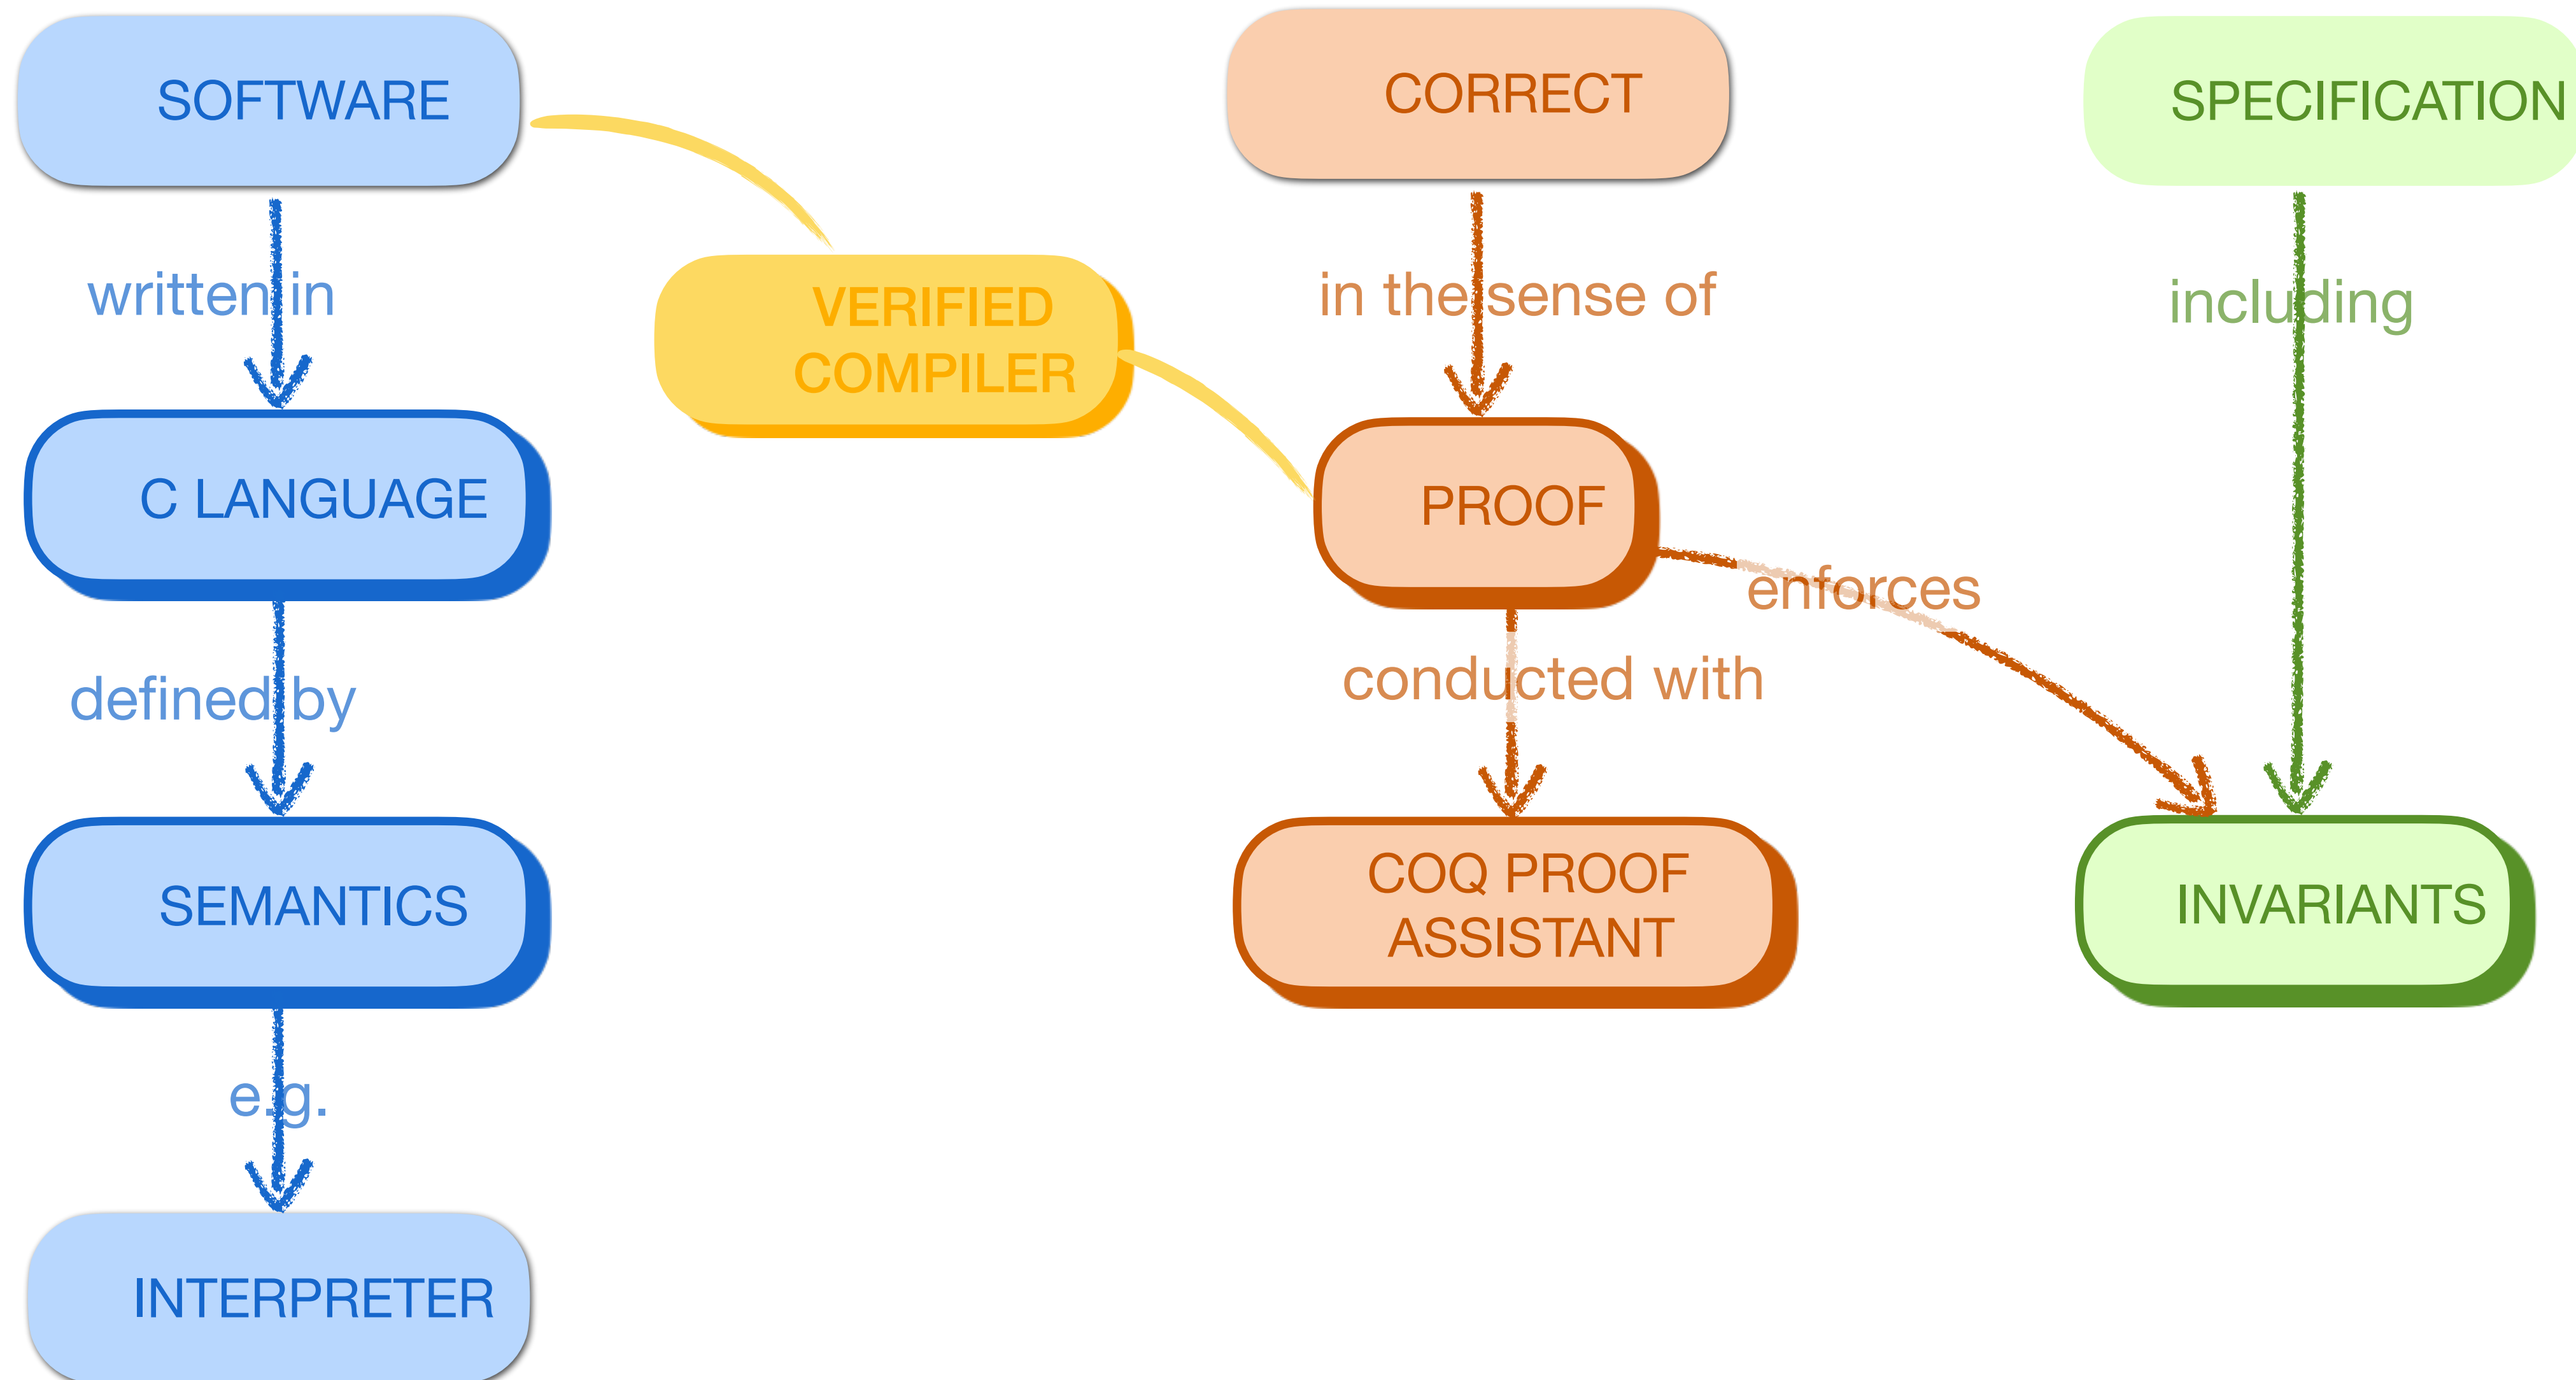 SOFTWARE
CORRECT
SPECIFICATION
written in
in the sense of
including
VERIFIED
COMPILER
C LANGUAGE
PROOF
enforces
defined by
conducted with
SEMANTICS
COQ PROOF
ASSISTANT
INVARIANTS
e.g.
INTERPRETER